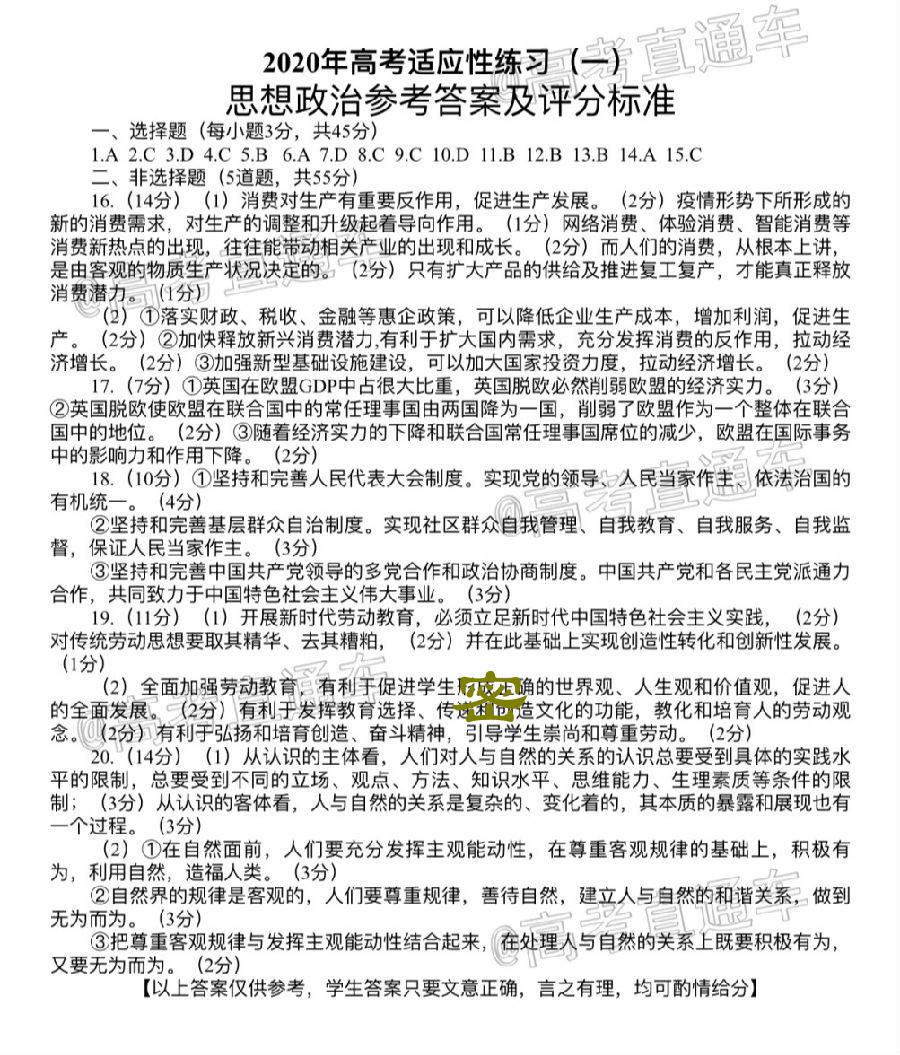 2020年高考适应性练习（一）
思想政治参考答案及评分标准
一、选择题（每小题3分，共45分）
1.A 2.C 3.D 4.C 5.B 6.A 7.D 8.C 9.C 10.D 11.B 12.B 13.B 14.A 15.C
二、非选择题（5道题，共55分）
16.（14分）（1）消费对生产有重要反作用，促进生产发展。（2分）疫情形势下所形成的
新的消费需求，对生产的调整和升级起着导向作用。（1分）网络消费、体验消费、智能消费等
消费新热点的出现，往往能带动相关产业的出现和成长。（2分）而人们的消费，从根本上讲，
是由客观的物质生产状况决定的。（2分）只有扩大产品的供给及推进复工复产，才能真正释放
消费潜力。（1分）
（2）①落实财政、税收、金融等惠企政策，可以降低企业生产成本，增加利润，促进生
产。（2分）②加快释放新兴消费潜力,有利于扩大国内需求，充分发挥消费的反作用，拉动经
济增长。（2分）③加强新型基础设施建设，可以加大国家投资力度，拉动经济增长。（2分）
17.（7分）①英国在欧盟GDP中占很大比重，英国脱欧必然削弱欧盟的经济实力。（3分）
②英国脱欧使欧盟在联合国中的常任理事国由两国降为一国，削弱了欧盟作为一个整体在联合
国中的地位。（2分）③随着经济实力的下降和联合国常任理事国席位的减少，欧盟在国际事务
中的影响力和作用下降。（2分）
18.（10分）①坚持和完善人民代表大会制度。实现党的领导、人民当家作主、依法治国的
有机统一。（4分）
②坚持和完善基层群众自治制度。实现社区群众自我管理、自我教育、自我服务、自我监
督，保证人民当家作主。（3分）
③坚持和完善中国共产党领导的多党合作和政治协商制度。中国共产党和各民主党派通力
合作，共同致力于中国特色社会主义伟大事业。（3分）
19.（11分）（1）开展新时代劳动教育，必须立足新时代中国特色社会主义实践，（2分）
对传统劳动思想要取其精华、去其糟粕，（2分）并在此基础上实现创造性转化和创新性发展。
（1分）
（2）全面加强劳动教育，有利于促进学生形成正确的世界观、人生观和价值观，促进人
的全面发展。（2分）有利于发挥教育选择、传递和创造文化的功能，教化和培育人的劳动观
念。（2分）有利于弘扬和培育创造、奋斗精神，引导学生崇尚和尊重劳动。（2分）
20.（14分）（1）从认识的主体看，人们对人与自然的关系的认识总要受到具体的实践水
平的限制，总要受到不同的立场、观点、方法、知识水平、思维能力、生理素质等条件的限
制；（3分）从认识的客体看，人与自然的关系是复杂的、变化着的，其本质的暴露和展现也有
一个过程。（3分）
（2）①在自然面前，人们要充分发挥主观能动性，在尊重客观规律的基础上，积极有
为，利用自然，造福人类。（3分）
②自然界的规律是客观的，人们要尊重规律，善待自然，建立人与自然的和谐关系，做到
无为而为。（3分）
③把尊重客观规律与发挥主观能动性结合起来，在处理人与自然的关系上既要积极有为，
又要无为而为。（2分）
【以上答案仅供参考，学生答案只要文意正确，言之有理，均可酌情给分】
密
@高考直通车
@高考直通车
@高考直通车
@高考直通车
@高考直通车